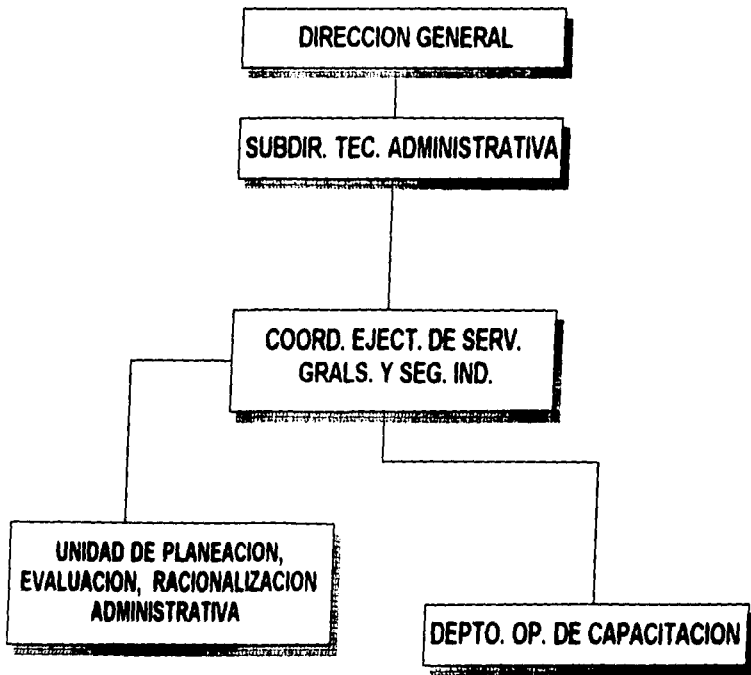 DIRECCION GENERAL
SUBDIR. TEC. ADMINISTRATIVA
COORD. EJECT. DE SERV.
GRALS. Y SEG. IND.
UNIDAD DE PLANEACION,
EVALUACION, RACIONALIZACION
ADMINISTRATIVA
DEPTO. OP. DE CAPACITACION